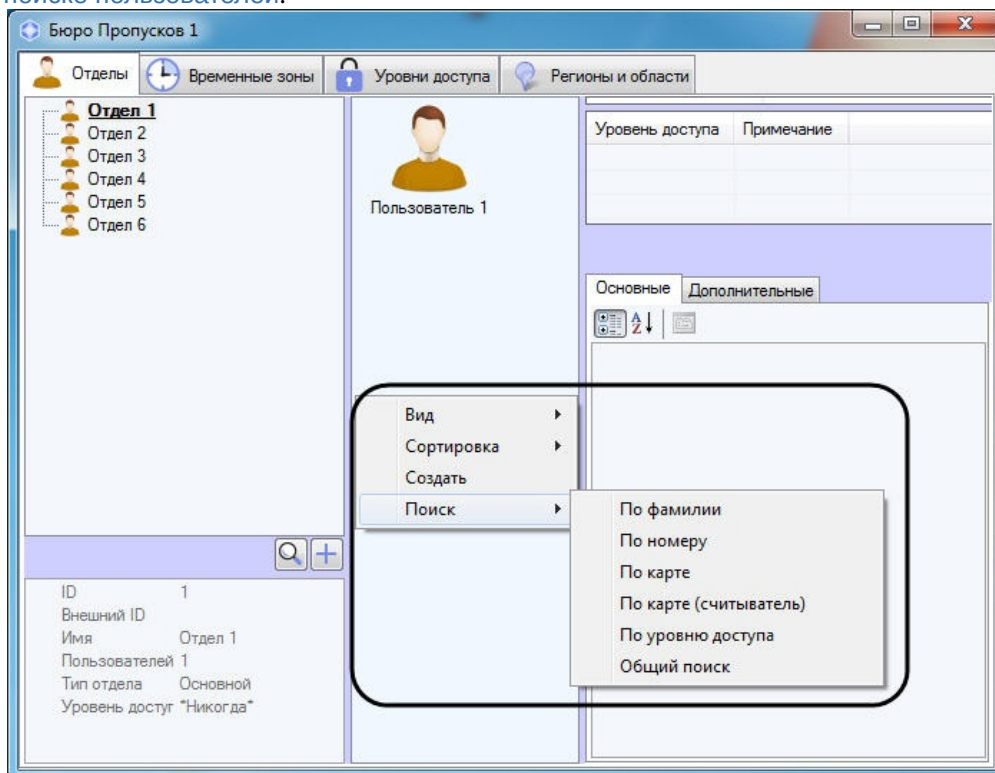 поиске пользователей.
Бюро Пропусков 1
Отделы Временные зоны Уровни доступа Регионы и области
Отдел 1
Отдел 2
Отдел 3
Отдел 4
Отдел 5
Отдел 6
Пользователь 1
Уровень доступа Примечание
Основные Дополнительные
Вид
Сортировка
Создать
Поиск
По фамилии
По номеру
По карте
По карте (считыватель)
По уровню доступа
Общий поиск
ID 1
Внешний ID
Имя Отдел 1
Пользователей 1
Тип отдела Основной
Уровень доступ *Никогда*